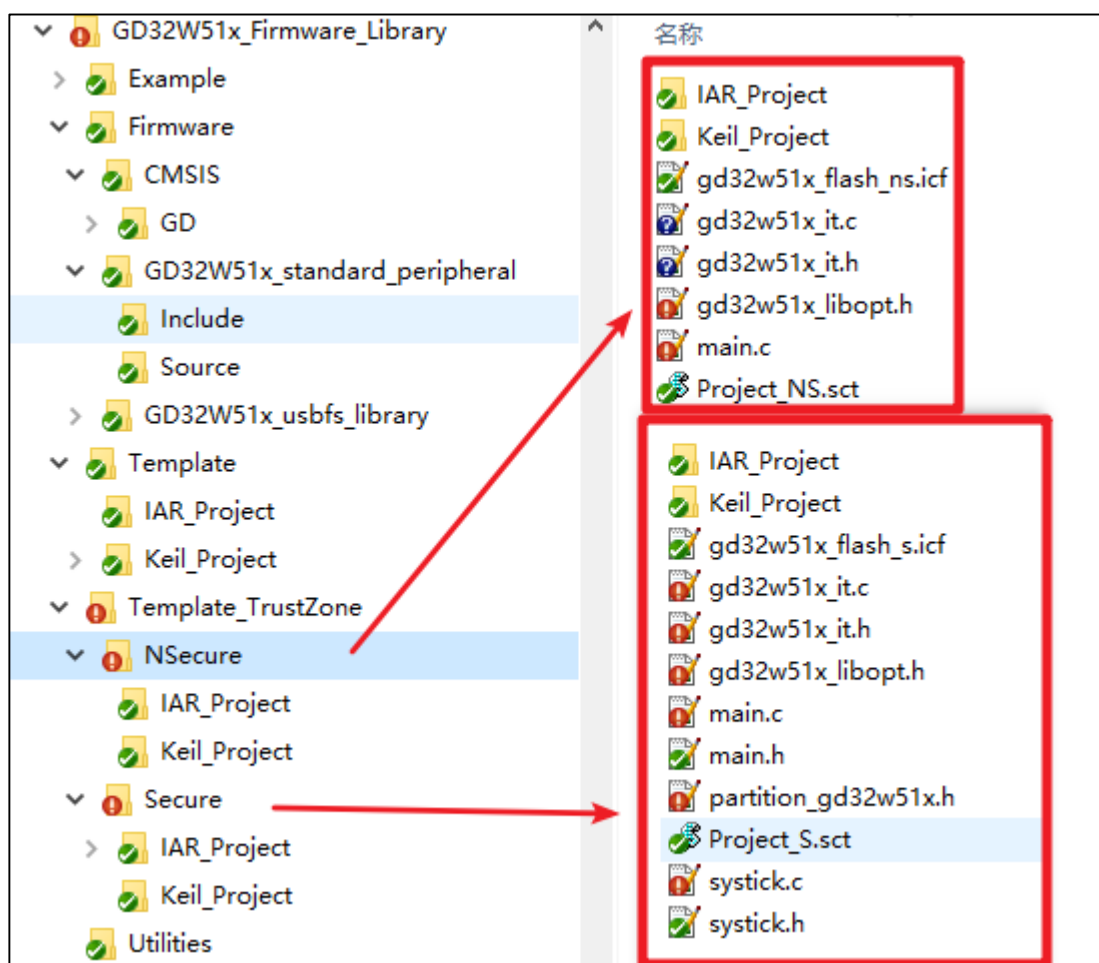 GD32W51x_Firmware_Library
Example
Firmware
CMSIS
GD
GD32W51x_standard_peripheral
Include
Source
GD32W51x_usbfs_library
Template
IAR_Project
Keil_Project
Template_TrustZone
NSecure
IAR_Project
Keil_Project
Secure
IAR_Project
Keil_Project
Utilities
名称
IAR_Project
Keil_Project
gd32w51x_flash_ns.icf
gd32w51x_it.c
gd32w51x_it.h
gd32w51x_libopt.h
main.c
Project_NS.sct
IAR_Project
Keil_Project
gd32w51x_flash_s.icf
gd32w51x_it.c
gd32w51x_it.h
gd32w51x_libopt.h
main.c
main.h
partition_gd32w51x.h
Project_S.sct
systick.c
systick.h